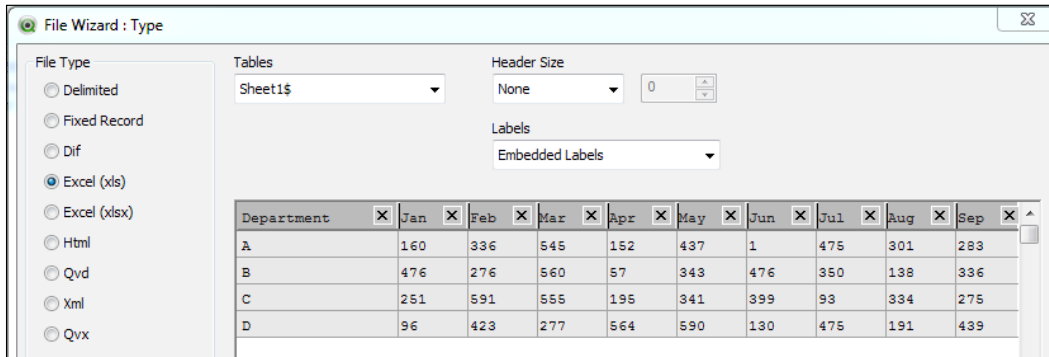 File Wizard : Type
File Type
Tables
Header Size
Delimited
Sheet1$
None
0
Fixed Record
Labels
Dif
Embedded Labels
Excel (xls)
Excel (xlsx)
Department Jan Feb Mar Apr May Jun Jul Aug Sep
Html
A 160 336 545 152 437 1 475 301 283
Qvd
B 476 276 560 57 343 476 350 138 336
Xml
C 251 591 555 195 341 399 93 334 275
Qvx
D 96 423 277 564 590 130 475 191 439